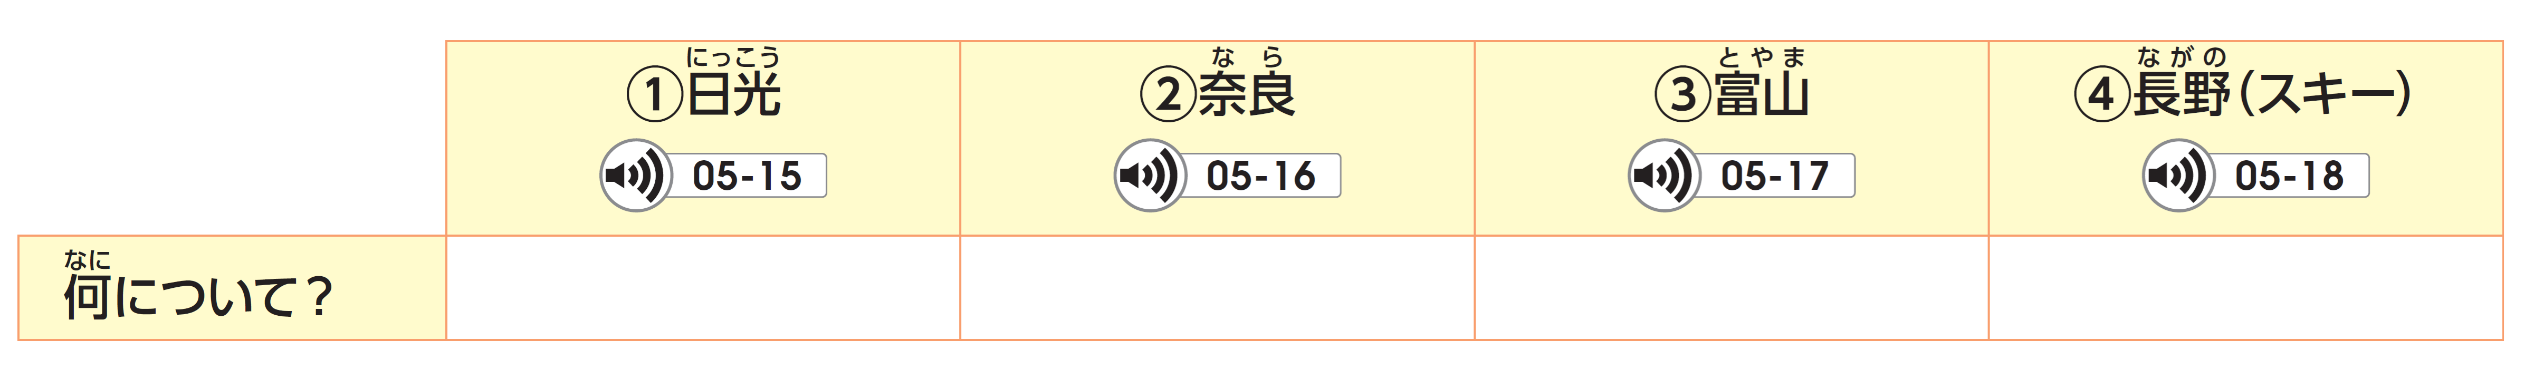 にっこう なら とやま ながの
①日光 ②奈良 ③富山 ④長野(スキー)
05-15 05-16 05-17 05-18
なに
何について?